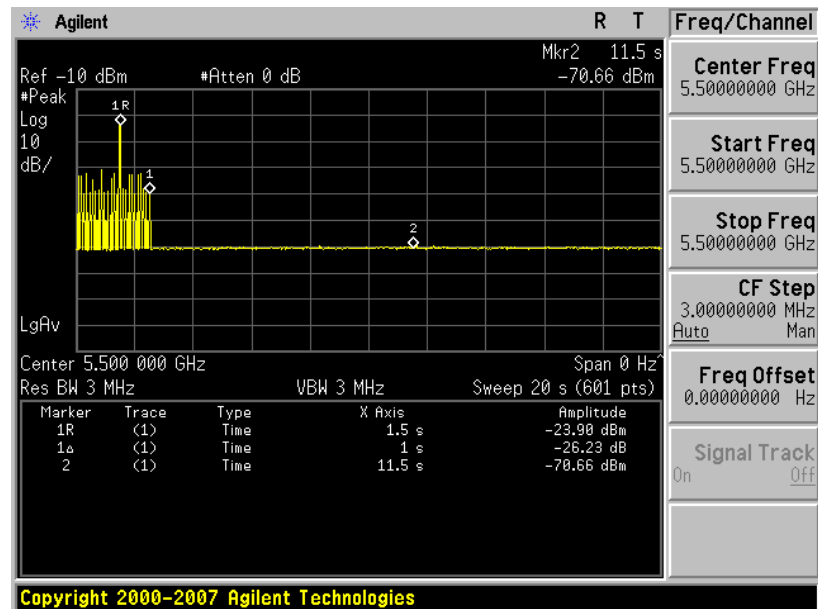 Agilent R T
Mkr2 11.5 s
Ref -10 dBm #Atten 0 dB -70.66 dBm
#Peak
Log
10
dB/
1R
1
2
LgAv
Center 5.500 000 GHz Span 0 Hz^
Res BW 3 MHz VBW 3 MHz Sweep 20 s (601 pts)
Marker Trace Type X Axis Amplitude
1R (1) Time 1.5 s -23.90 dBm
1Δ (1) Time 1 s -26.23 dB
2 (1) Time 11.5 s -70.66 dBm
Freq/Channel
Center Freq
5.50000000 GHz
Start Freq
5.50000000 GHz
Stop Freq
5.50000000 GHz
CF Step
3.00000000 MHz
Auto Man
Freq Offset
0.00000000 Hz
Signal Track
On Off
Copyright 2000-2007 Agilent Technologies